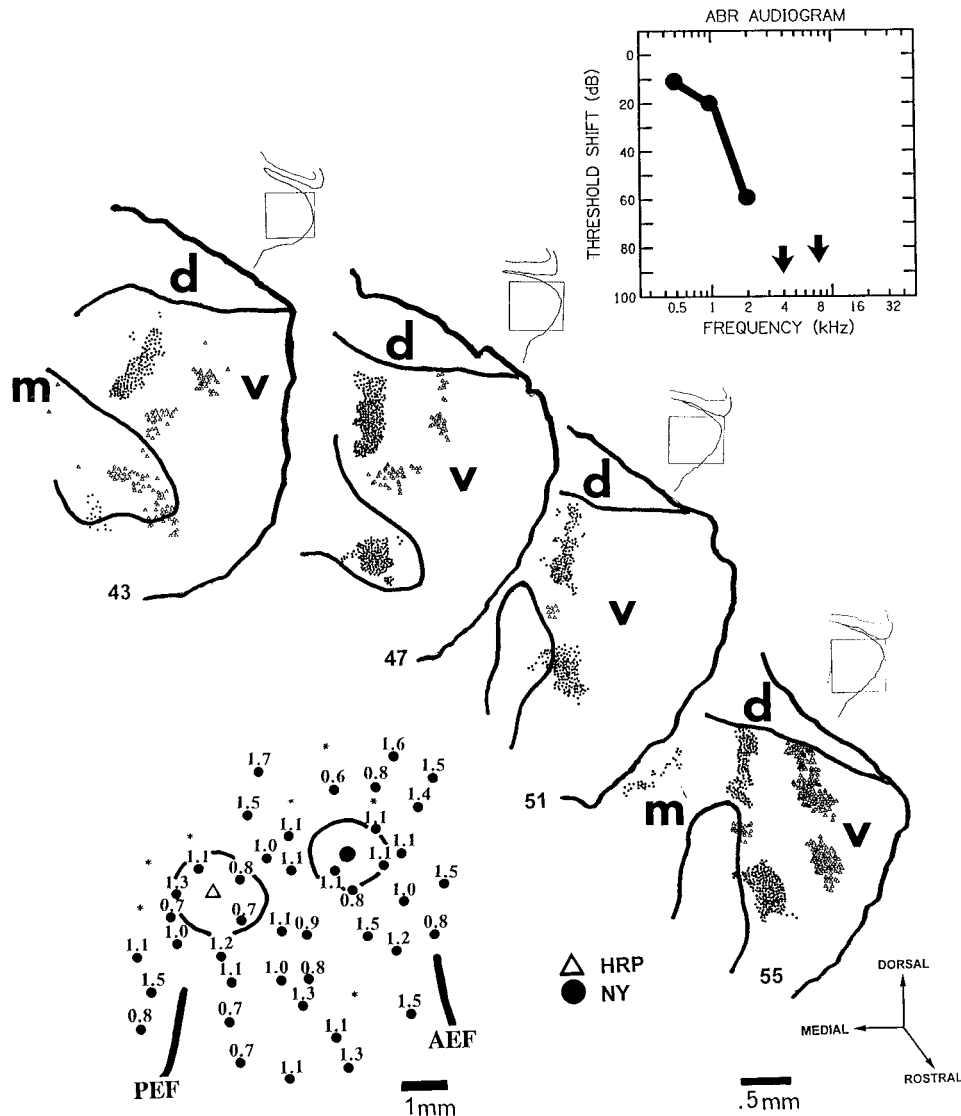 ABR AUDIOGRAM
THRESHOLD SHIFT (dB)
0
20
40
60
80
100
0.5 1 2 4 8 16 32
FREQUENCY (kHz)
d
m
v
43
d
v
47
d
v
51
d
m
v
55
1.6
1.7 * 0.6 0.8 1.5
1.5 * * 1.4
* 1.1 1.1
* 1.1 1.0 1.1 1.1 1.1
1.3 0.8 1.1 0.8 1.5
* 0.7 0.7 1.0
1.0 1.1 0.9 1.5 0.8
1.1 1.2 1.2
1.5 1.1 1.0 0.8
0.8 1.3 * 1.5
0.7 1.1
0.7 1.3
1.1
PEF
AEF
1mm
△ HRP
● NY
.5mm
DORSAL
MEDIAL
ROSTRAL